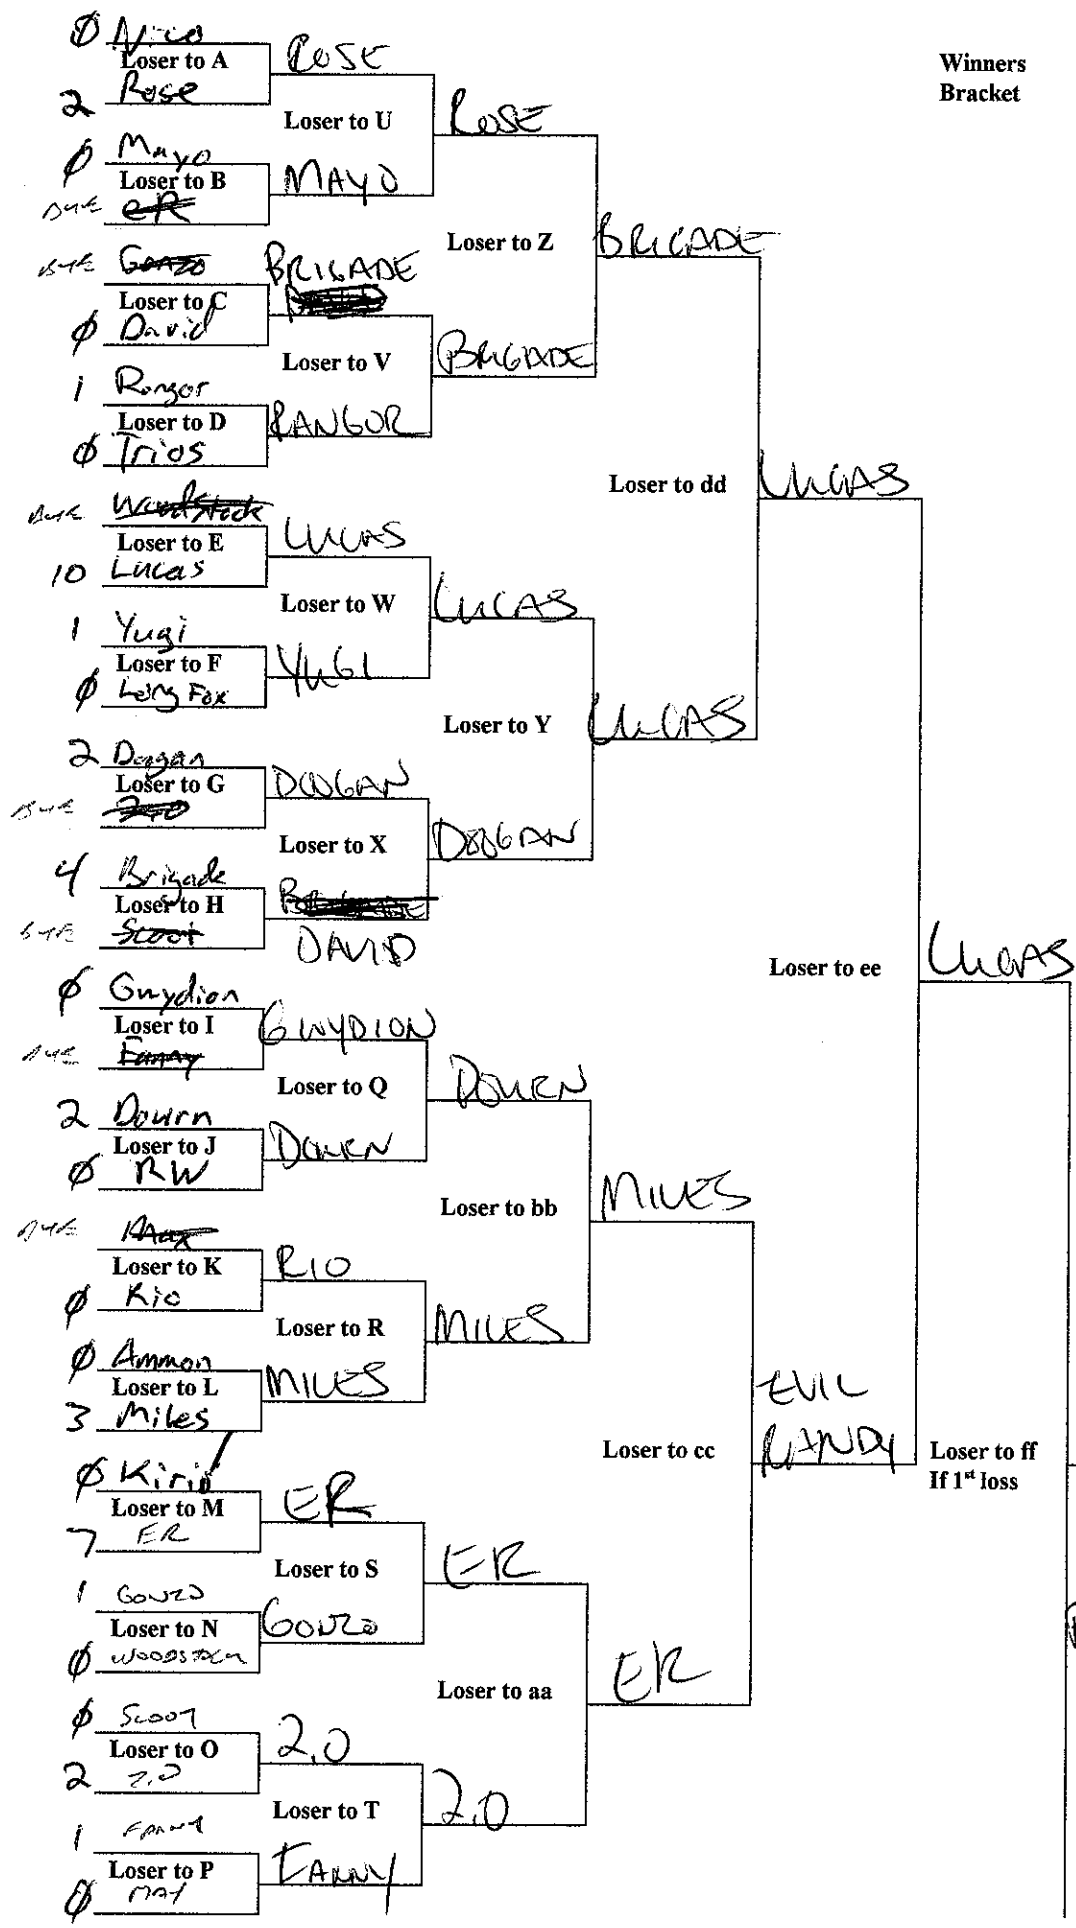 Ø Nico
Loser to A
2 Rose
ROSE
Loser to U
Ø Mayo
Loser to B
BYE eR
MAYO
ROSE
Loser to Z
BYE Gonzo
Loser to C
Ø David
BRIGADE
Loser to V
1 Rangor
Loser to D
Ø Trios
RANGOR
BRIGADE
BRIGADE
Loser to dd
BYE Woodstock
Loser to E
10 Lucas
LUCAS
Loser to W
1 Yugi
Loser to F
Ø Long Fox
YUGI
LUCAS
Loser to Y
2 Doogan
Loser to G
BYE 2.0
DOOGAN
Loser to X
4 Brigade
Loser to H
BYE Scoot
BRIGADE
DAVID
DOOGAN
LUCAS
LUCAS
Loser to ee
Ø Gwydion
Loser to I
BYE Fanny
GWYDION
Loser to Q
2 Dourn
Loser to J
Ø RW
DOURN
DOURN
Loser to bb
BYE Max
Loser to K
Ø Rio
RIO
Loser to R
Ø Ammon
Loser to L
3 Miles
MILES
MILES
MILES
Loser to cc
Ø Kirio
Loser to M
7 ER
ER
Loser to S
1 GONZO
Loser to N
Ø WOODSTOCK
GONZO
ER
Loser to aa
Ø SCOOT
Loser to O
2 2.0
2.0
Loser to T
1 FANNY
Loser to P
Ø MAY
FANNY
2.0
ER
EVIL
RANDY
LUCAS
Loser to ff
If 1st loss
Winners
Bracket